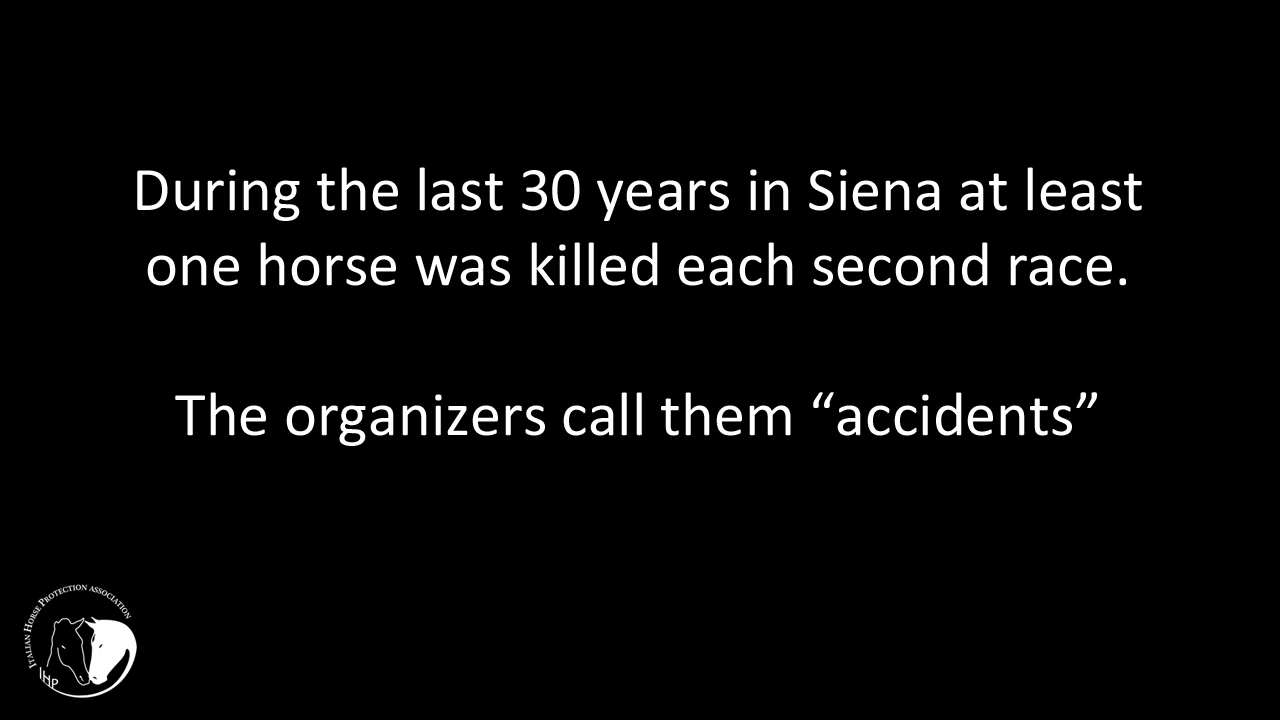 During the last 30 years in Siena at least
one horse was killed each second race.
The organizers call them “accidents”
ITALIAN HORSE PROTECTION ASSOCIATION
IHP